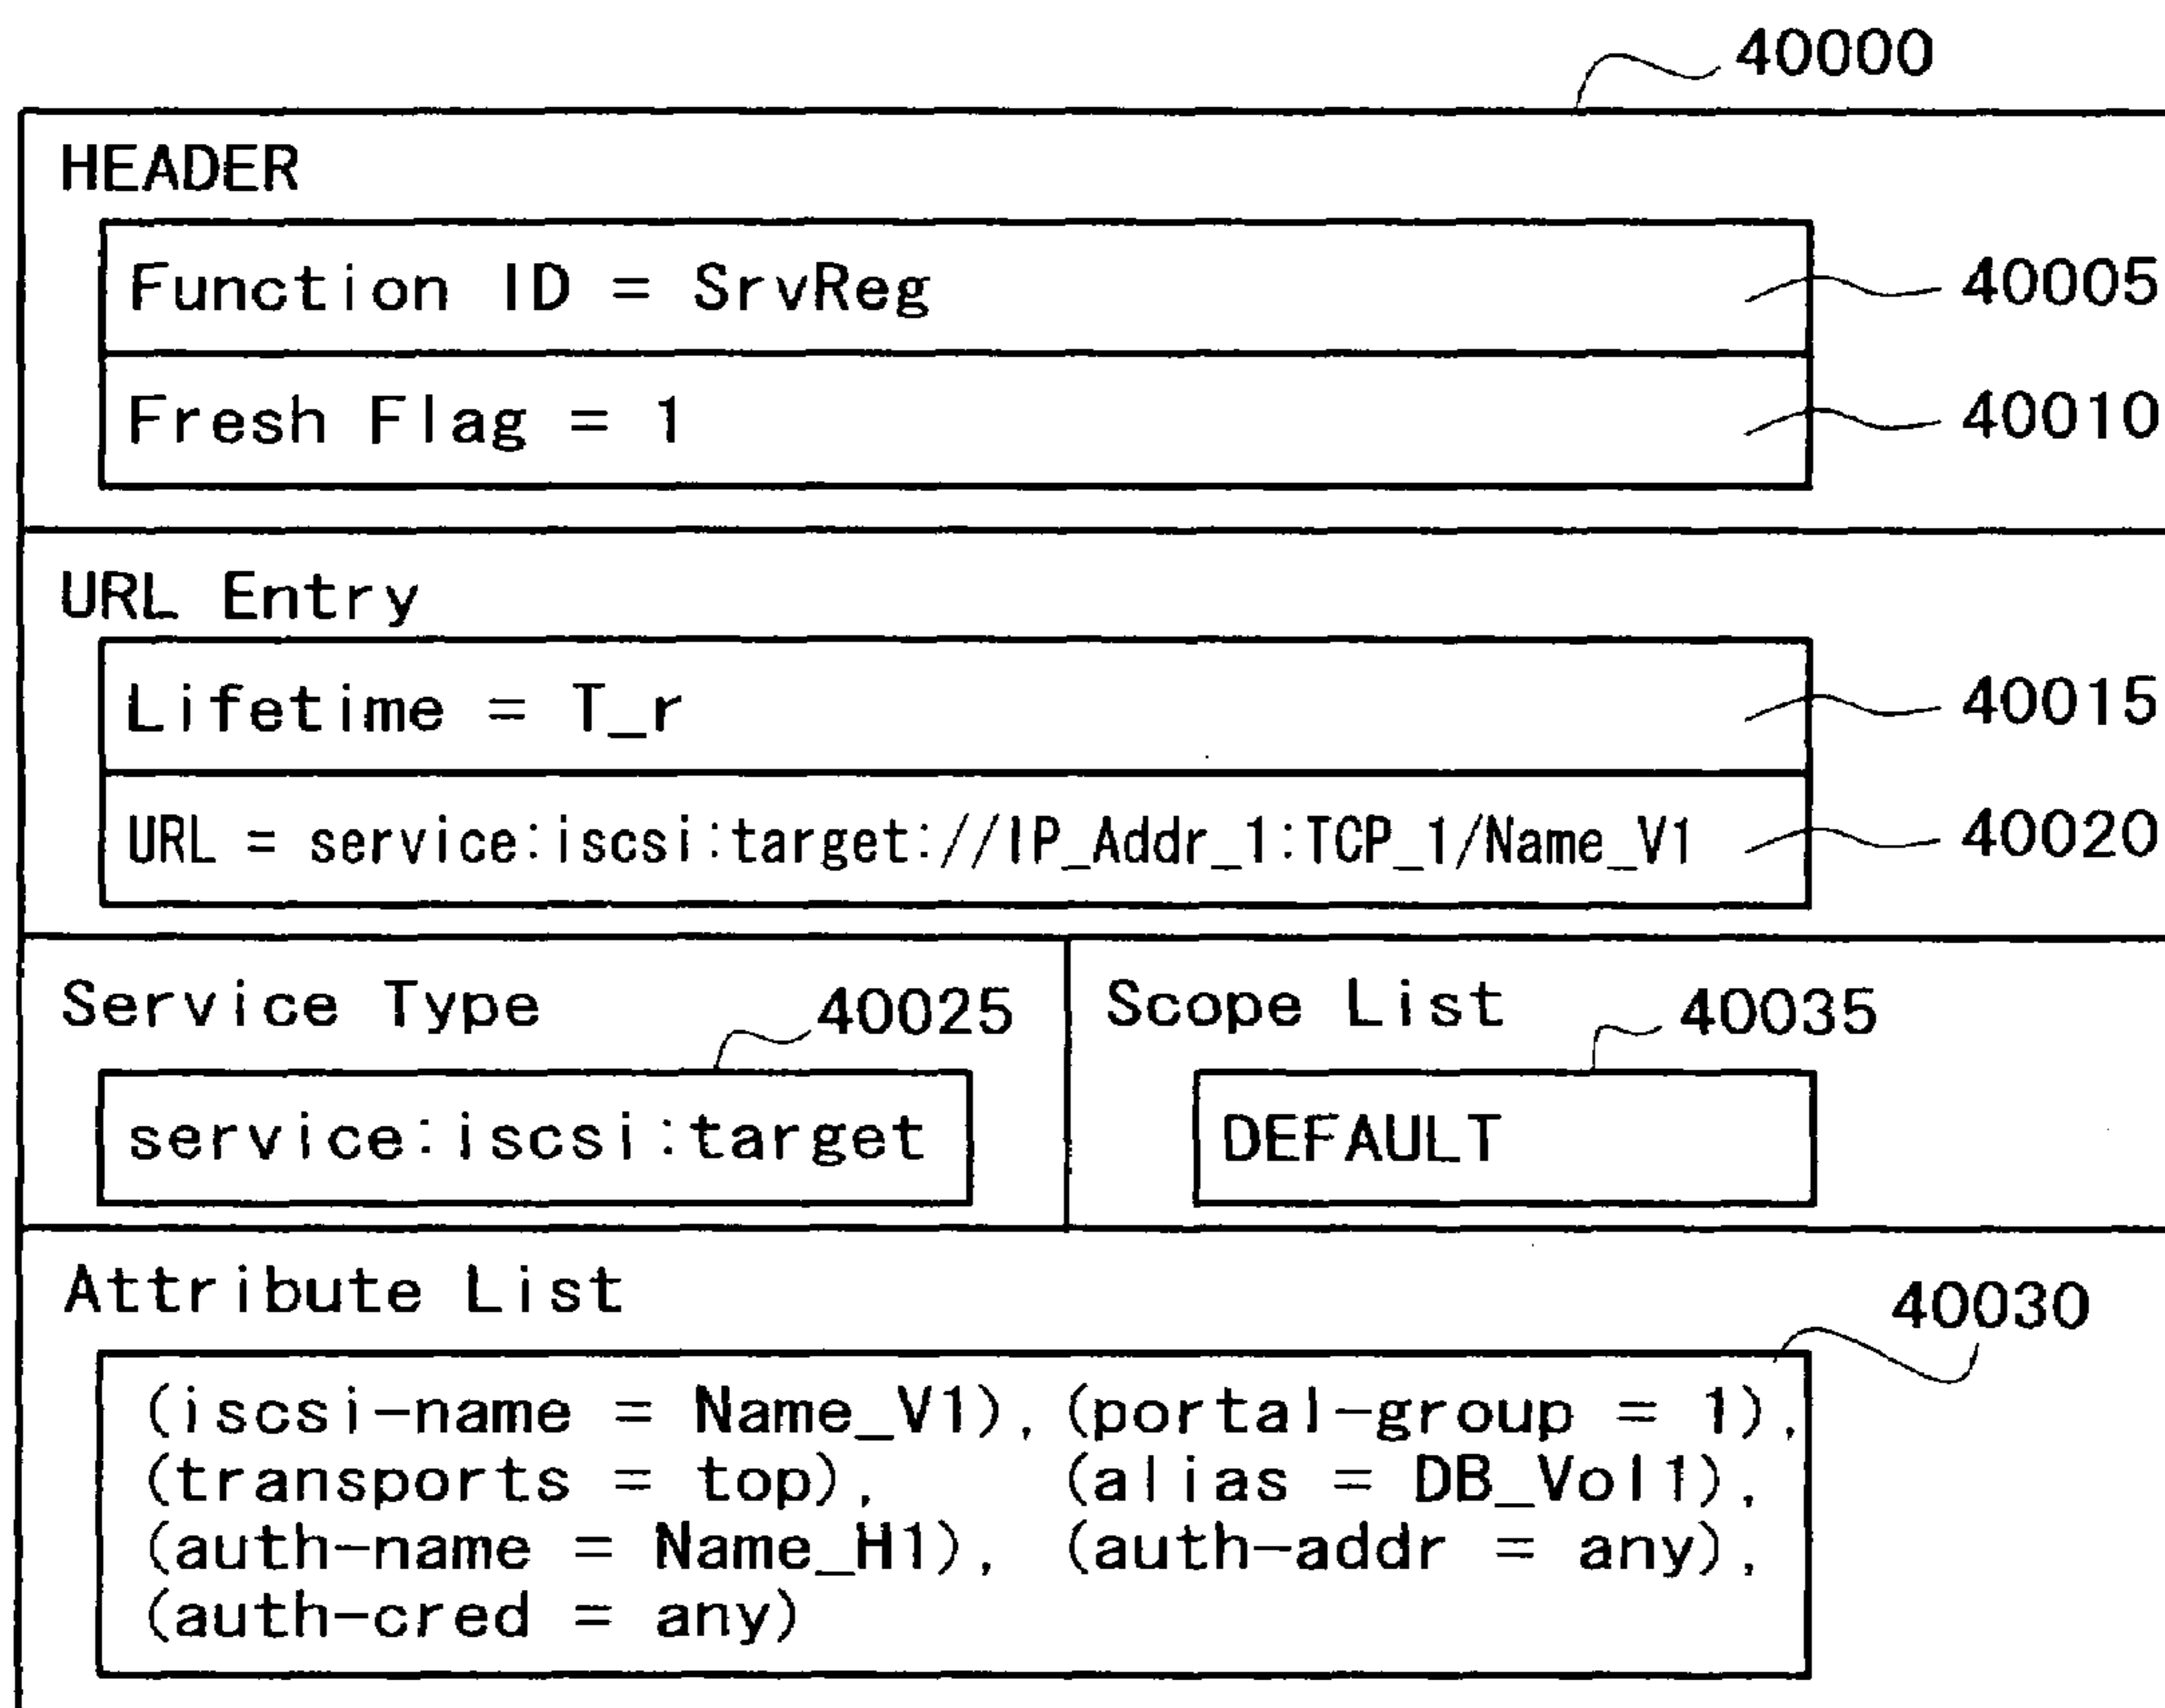 40000
HEADER
Function ID = SrvReg 40005
Fresh Flag = 1 40010
URL Entry
Lifetime = T_r 40015
URL = service:iscsi:target://IP_Addr_1:TCP_1/Name_V1 40020
Service Type 40025
service:iscsi:target
Scope List 40035
DEFAULT
Attribute List 40030
(iscsi-name = Name_V1), (portal-group = 1),
(transports = top), (alias = DB_Vol1),
(auth-name = Name_H1), (auth-addr = any),
(auth-cred = any)